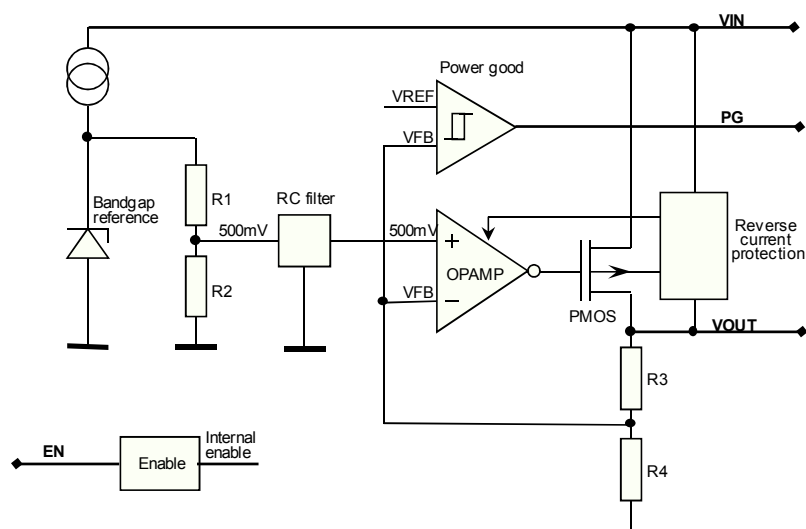 VIN
Power good
VREF
PG
VFB
Bandgap
reference
R1
RC filter
500mV
500mV
Reverse
current
protection
OPAMP
R2
VFB
PMOS
VOUT
R3
EN
Internal
enable
Enable
R4